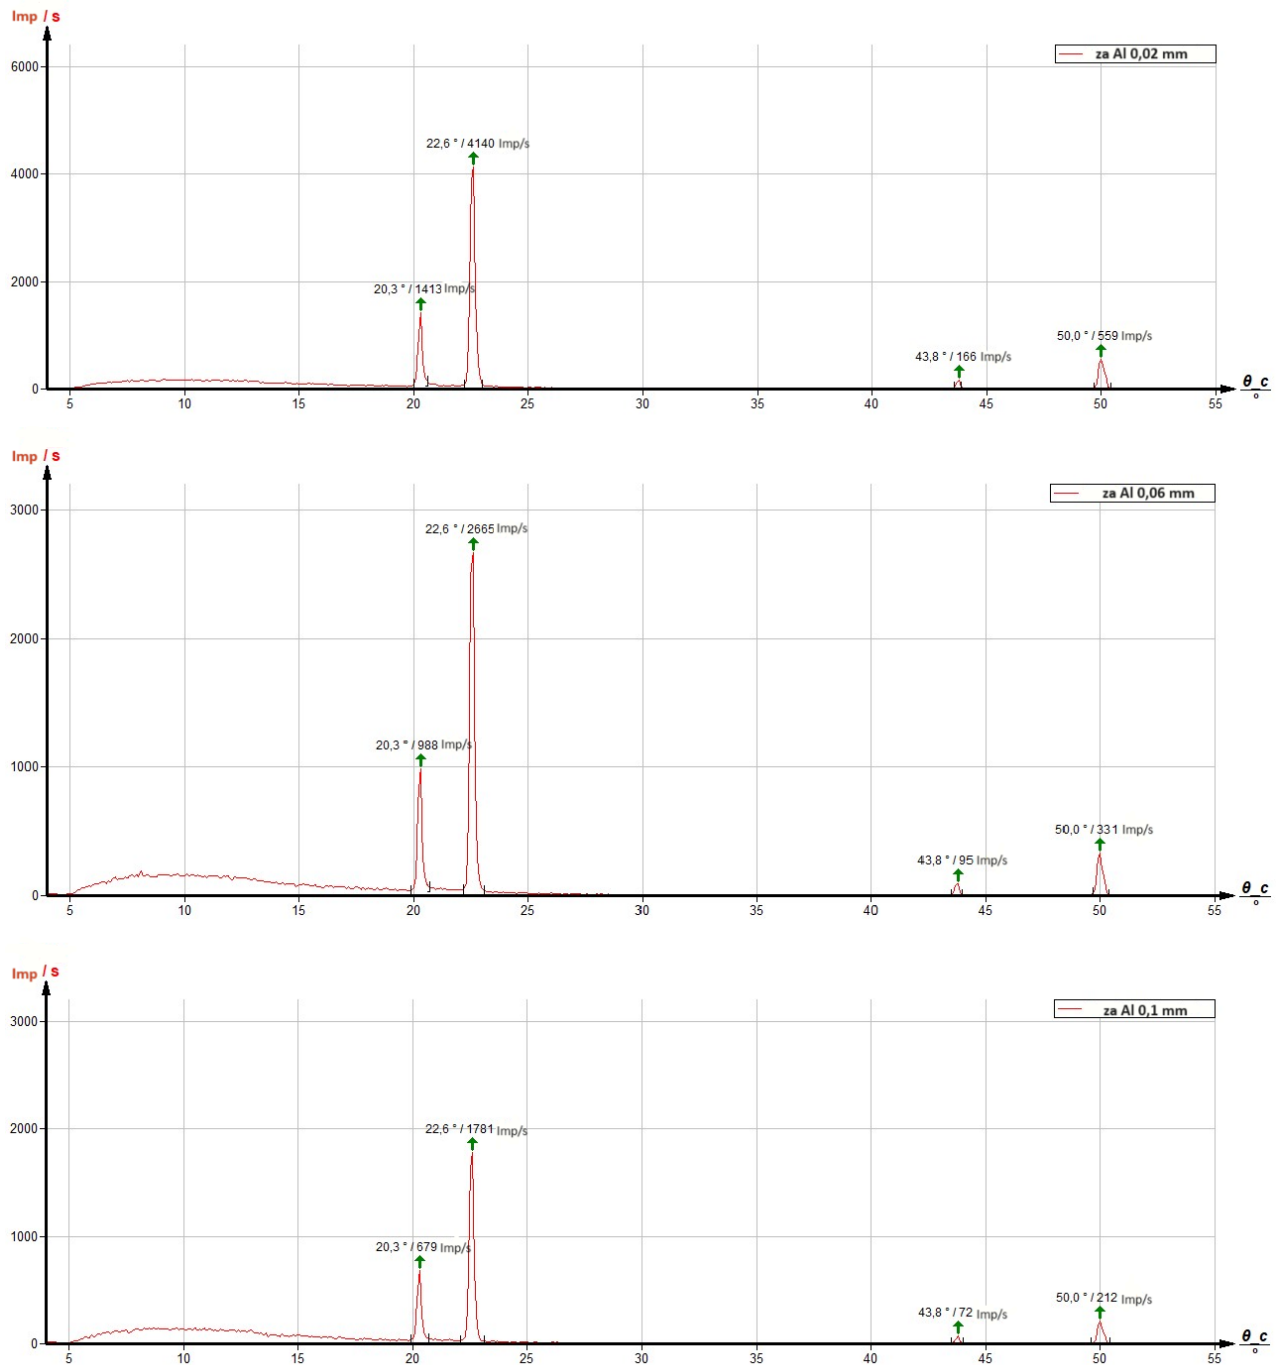 Imp / s
za Al 0,02 mm
6000
22,6 ° / 4140 Imp/s
4000
20,3 ° / 1413 Imp/s
2000
50,0 ° / 559 Imp/s
43,8 ° / 166 Imp/s
0
θ_c
°
5 10 15 20 25 30 35 40 45 50 55
Imp / s
za Al 0,06 mm
3000
22,6 ° / 2665 Imp/s
2000
20,3 ° / 988 Imp/s
1000
50,0 ° / 331 Imp/s
43,8 ° / 95 Imp/s
0
θ_c
°
5 10 15 20 25 30 35 40 45 50 55
Imp / s
za Al 0,1 mm
3000
2000
22,6 ° / 1781 Imp/s
20,3 ° / 679 Imp/s
1000
50,0 ° / 212 Imp/s
43,8 ° / 72 Imp/s
0
θ_c
°
5 10 15 20 25 30 35 40 45 50 55